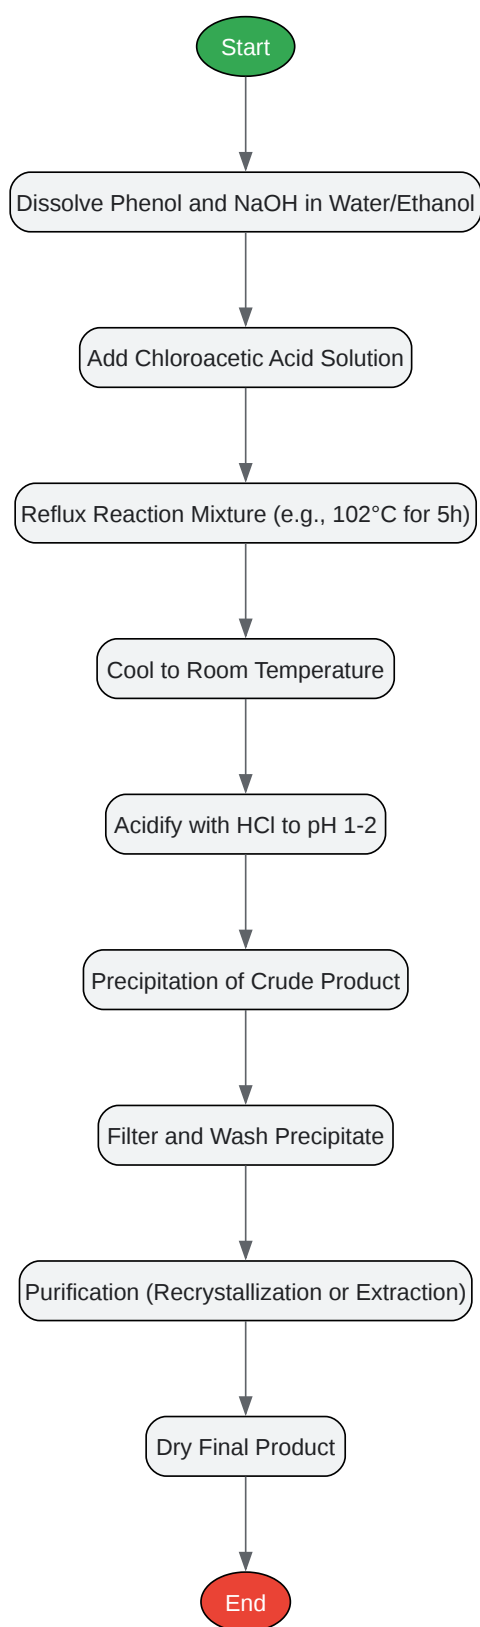 Start
Dissolve Phenol and NaOH in Water/Ethanol
Add Chloroacetic Acid Solution
Reflux Reaction Mixture (e.g., 102°C for 5h)
Cool to Room Temperature
Acidify with HCl to pH 1-2
Precipitation of Crude Product
Filter and Wash Precipitate
Purification (Recrystallization or Extraction)
Dry Final Product
End